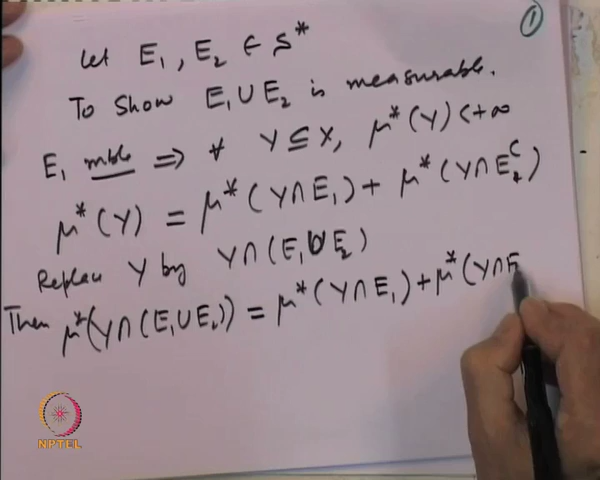 ①
Let E₁, E₂ ∈ S*
To show E₁∪E₂ is measurable.
E₁ mble ⇒ ∀ Y ⊆ X, μ*(Y) < +∞
μ*(Y) = μ*(Y∩E₁) + μ*(Y∩E₂ᶜ)
Replace Y by Y∩(E₁∪E₂)
Then μ*(Y∩(E₁∪E₂)) = μ*(Y∩E₁) + μ*(Y∩E
NPTEL